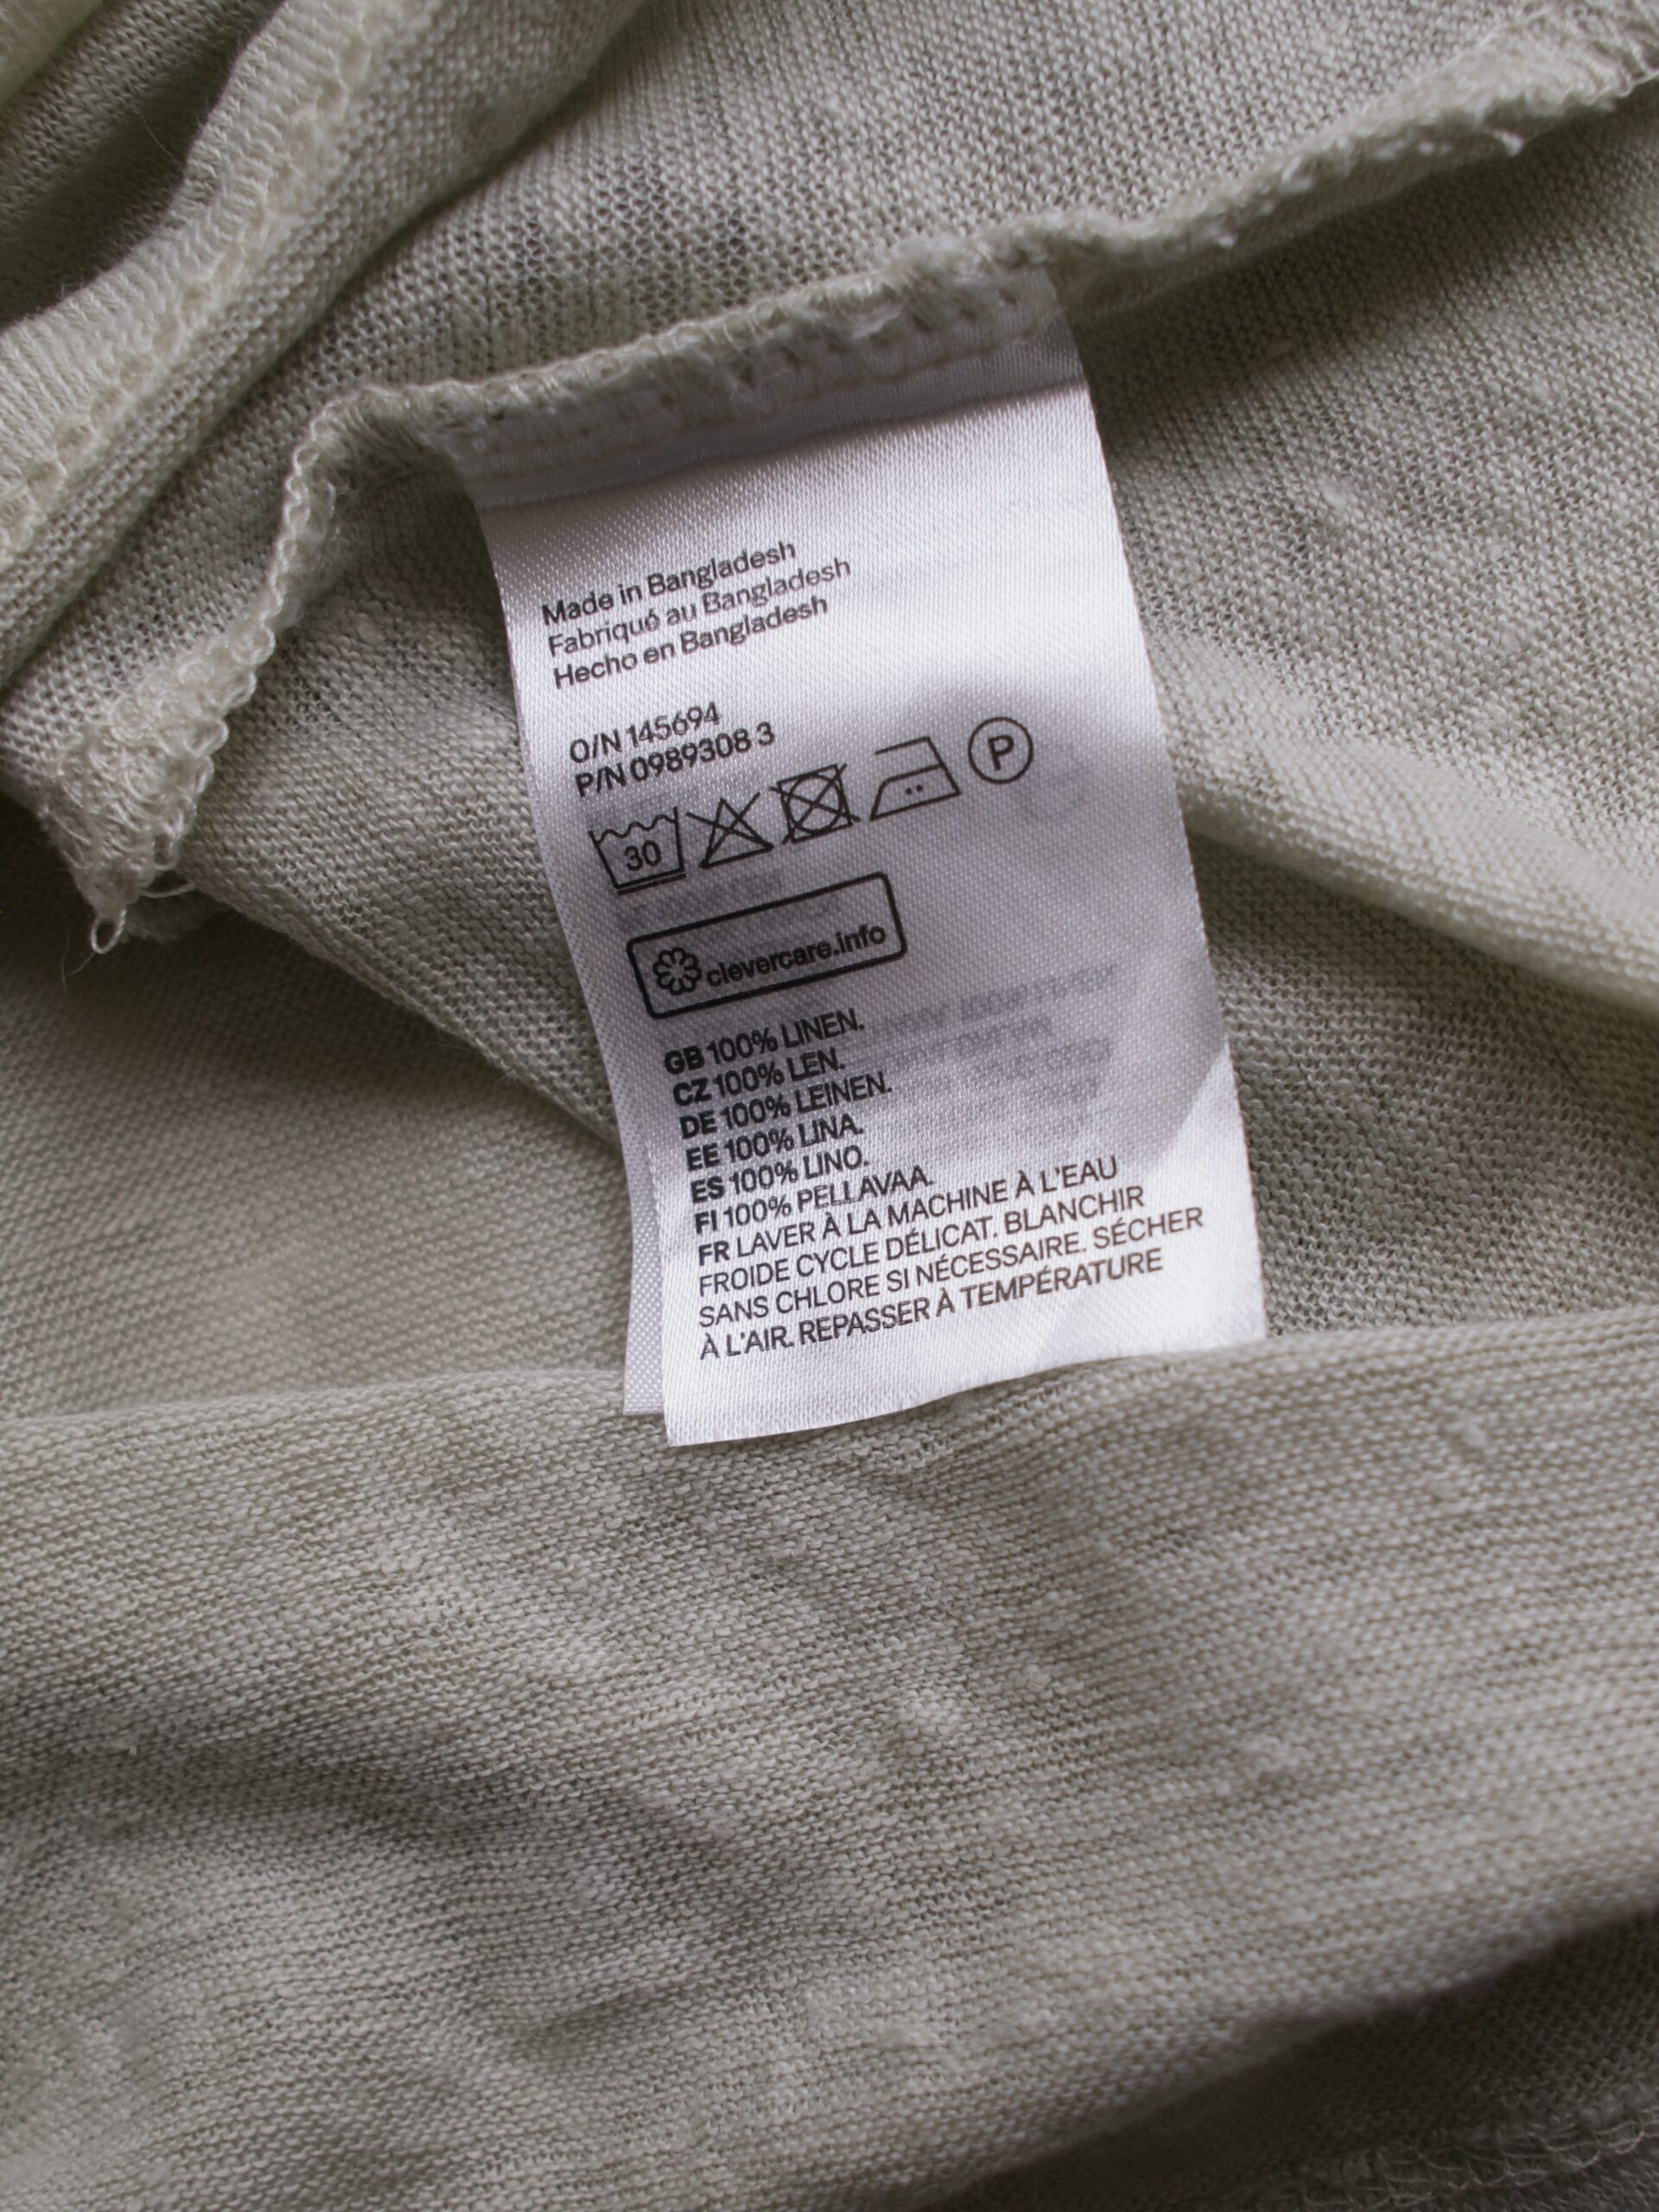 Made in Bangladesh
Fabriqué au Bangladesh
Hecho en Bangladesh
O/N 145694
P/N 0989308 3
30
P
clevercare.info
GB 100% LINEN.
CZ 100% LEN.
DE 100% LEINEN.
EE 100% LINA.
ES 100% LINO.
FI 100% PELLAVAA.
FR LAVER À LA MACHINE À L'EAU
FROIDE CYCLE DÉLICAT. BLANCHIR
SANS CHLORE SI NÉCESSAIRE. SÉCHER
À L'AIR. REPASSER À TEMPÉRATURE